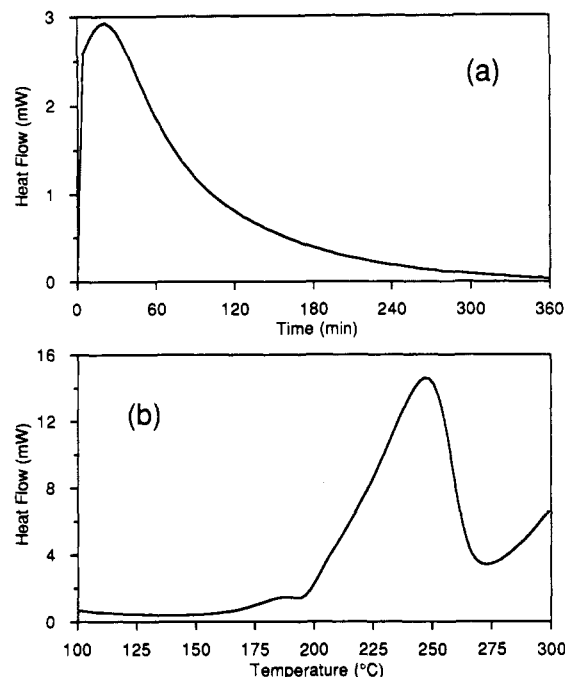 3
2
1
0
Heat Flow (mW)
(a)
0 60 120 180 240 300 360
Time (min)
16
12
8
4
0
Heat Flow (mW)
(b)
100 125 150 175 200 225 250 275 300
Temperature (°C)